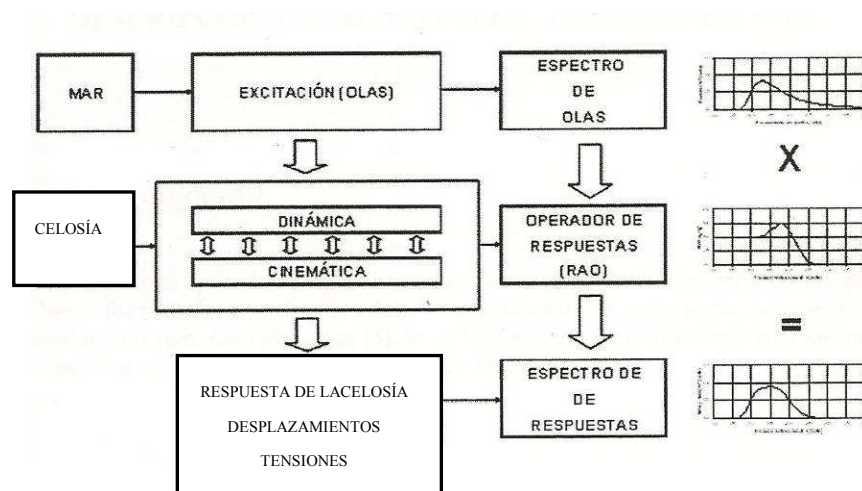 MAR
EXCITACIÓN (OLAS)
ESPECTRO
DE
OLAS
X
CELOSÍA
DINÁMICA
CINEMÁTICA
OPERADOR DE
RESPUESTAS
(RAO)
=
RESPUESTA DE LACELOSÍA
DESPLAZAMIENTOS
TENSIONES
ESPECTRO DE
DE
RESPUESTAS